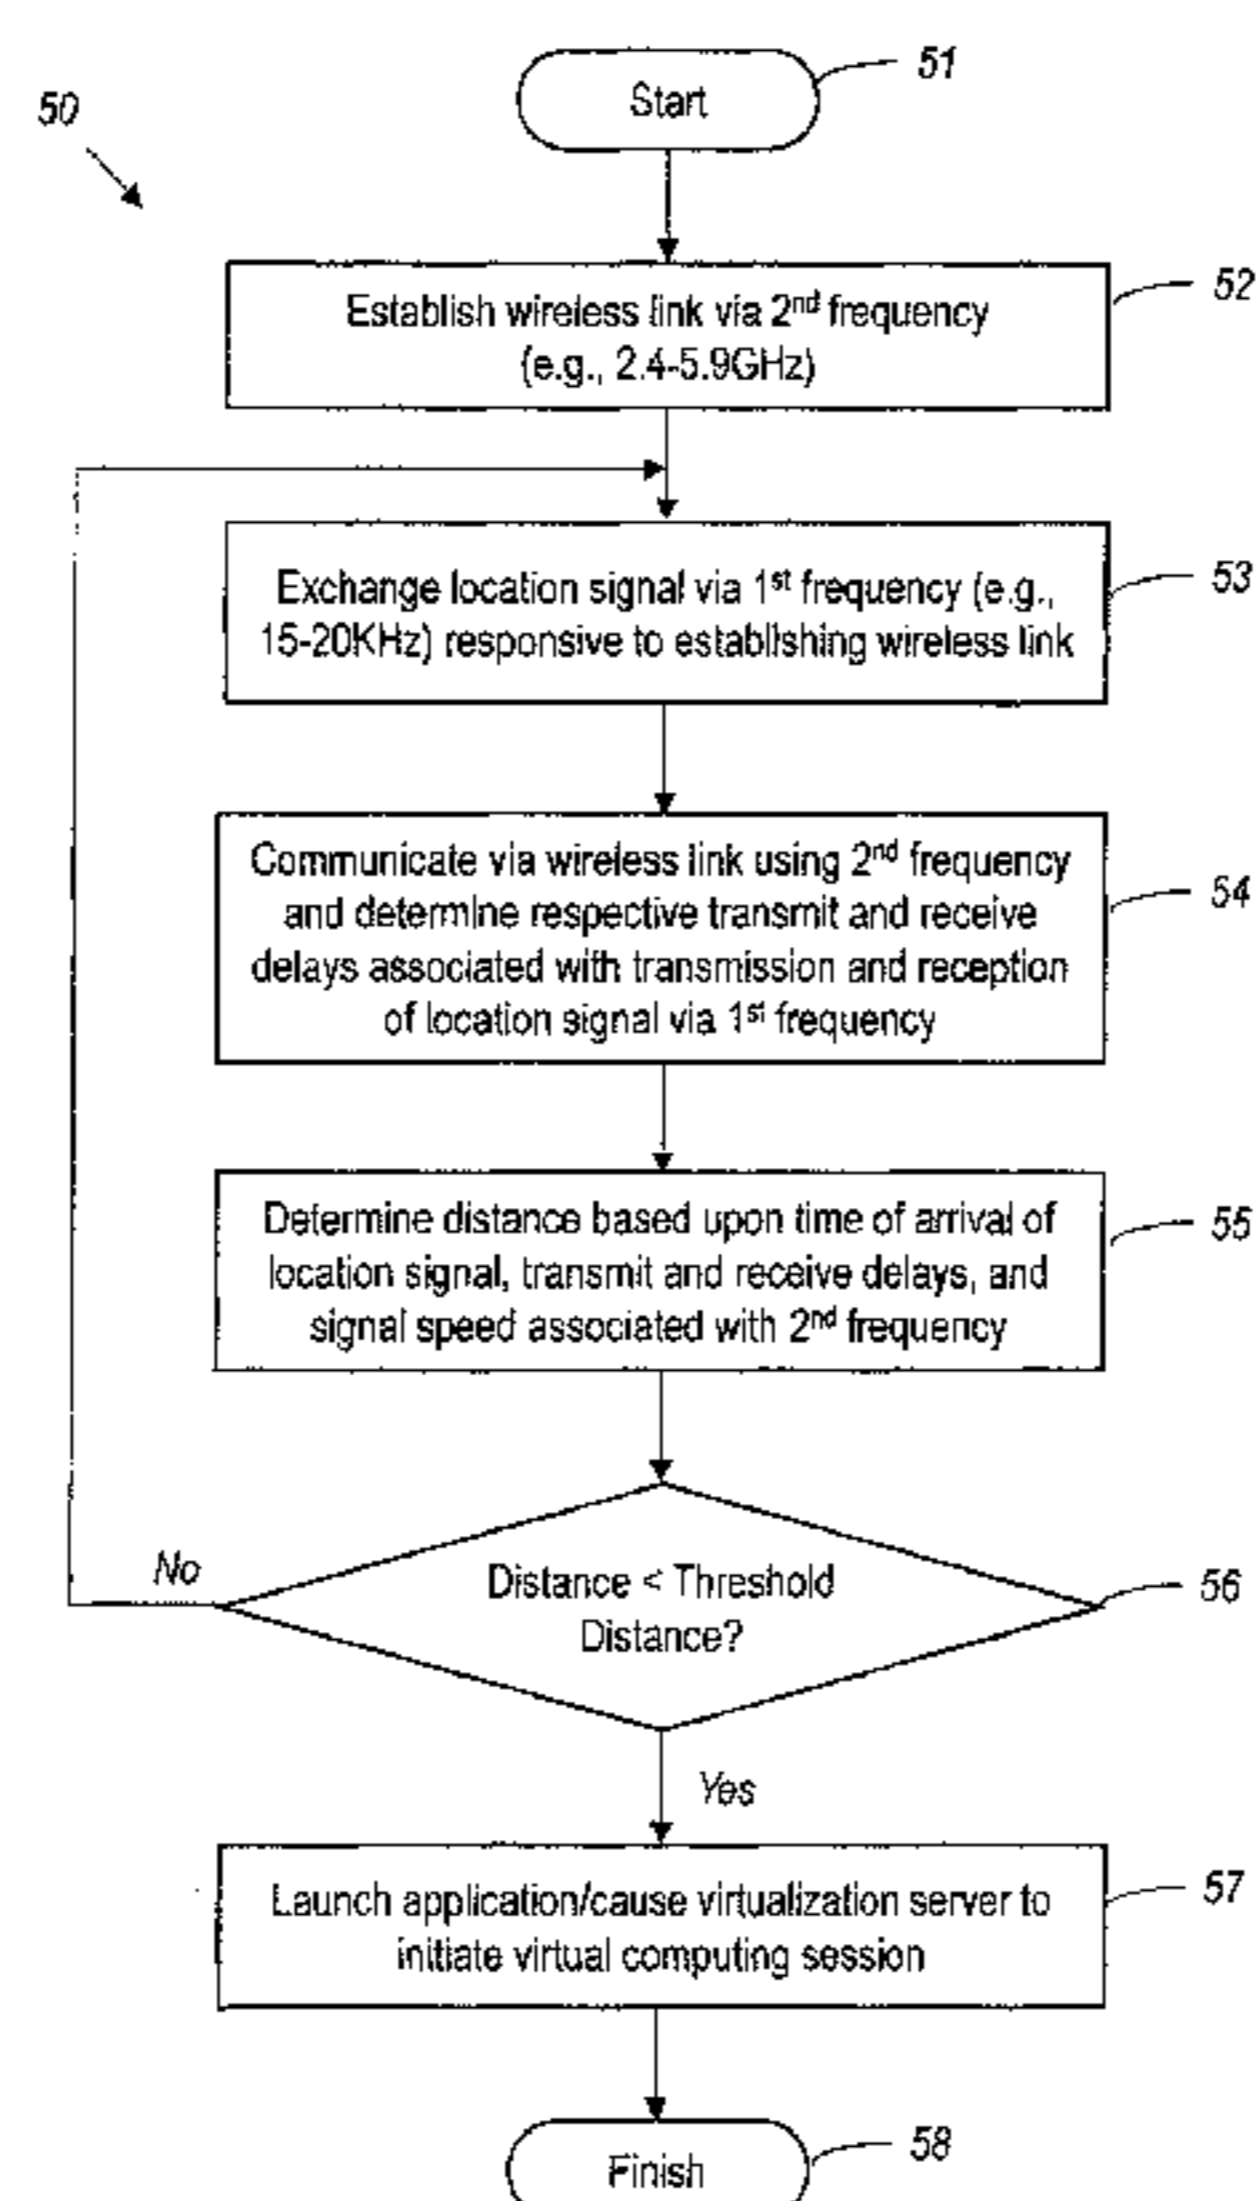 50
51
Start
52
Establish wireless link via 2nd frequency
(e.g., 2.4-5.9GHz)
53
Exchange location signal via 1st frequency (e.g.,
15-20KHz) responsive to establishing wireless link
54
Communicate via wireless link using 2nd frequency
and determine respective transmit and receive
delays associated with transmission and reception
of location signal via 1st frequency
55
Determine distance based upon time of arrival of
location signal, transmit and receive delays, and
signal speed associated with 2nd frequency
56
Distance < Threshold
Distance?
No
Yes
57
Launch application/cause virtualization server to
initiate virtual computing session
58
Finish